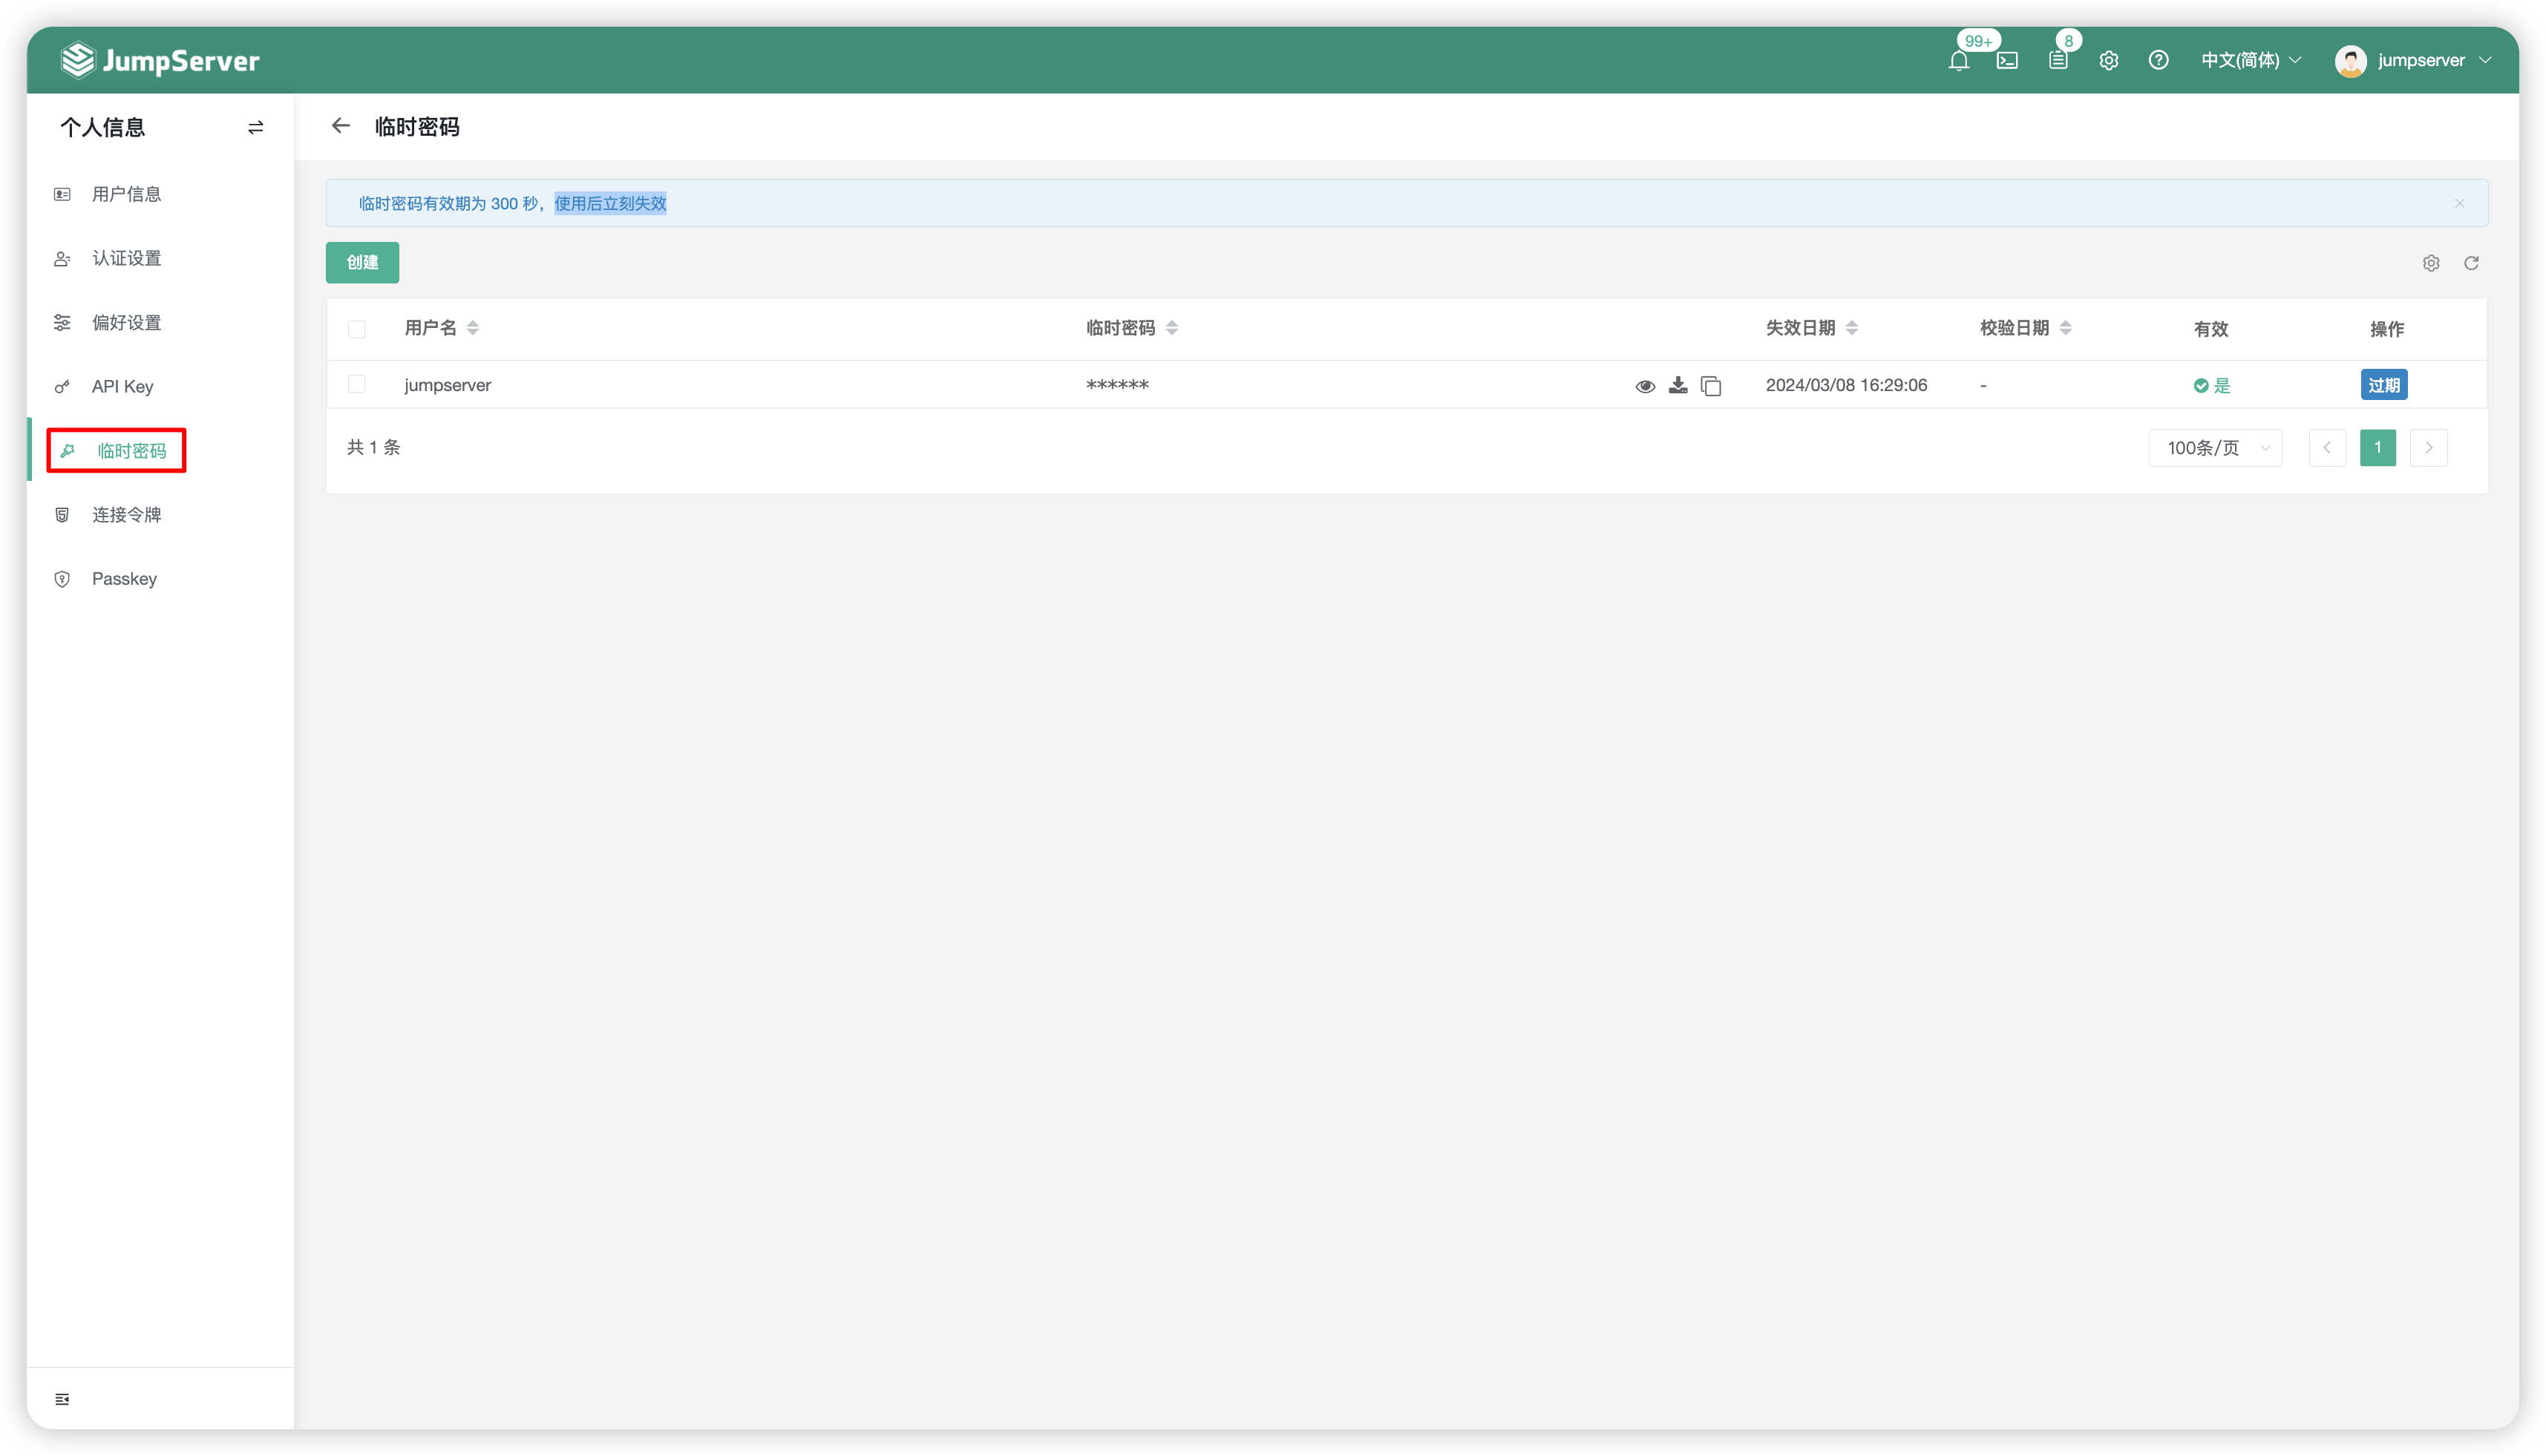 JumpServer
99+
8
中文(简体)
jumpserver
个人信息
临时密码
用户信息
认证设置
偏好设置
API Key
临时密码
连接令牌
Passkey
临时密码有效期为 300 秒，使用后立刻失效
创建
用户名 临时密码 失效日期 校验日期 有效 操作
jumpserver ****** 2024/03/08 16:29:06 - 是 过期
共 1 条 100条/页 1